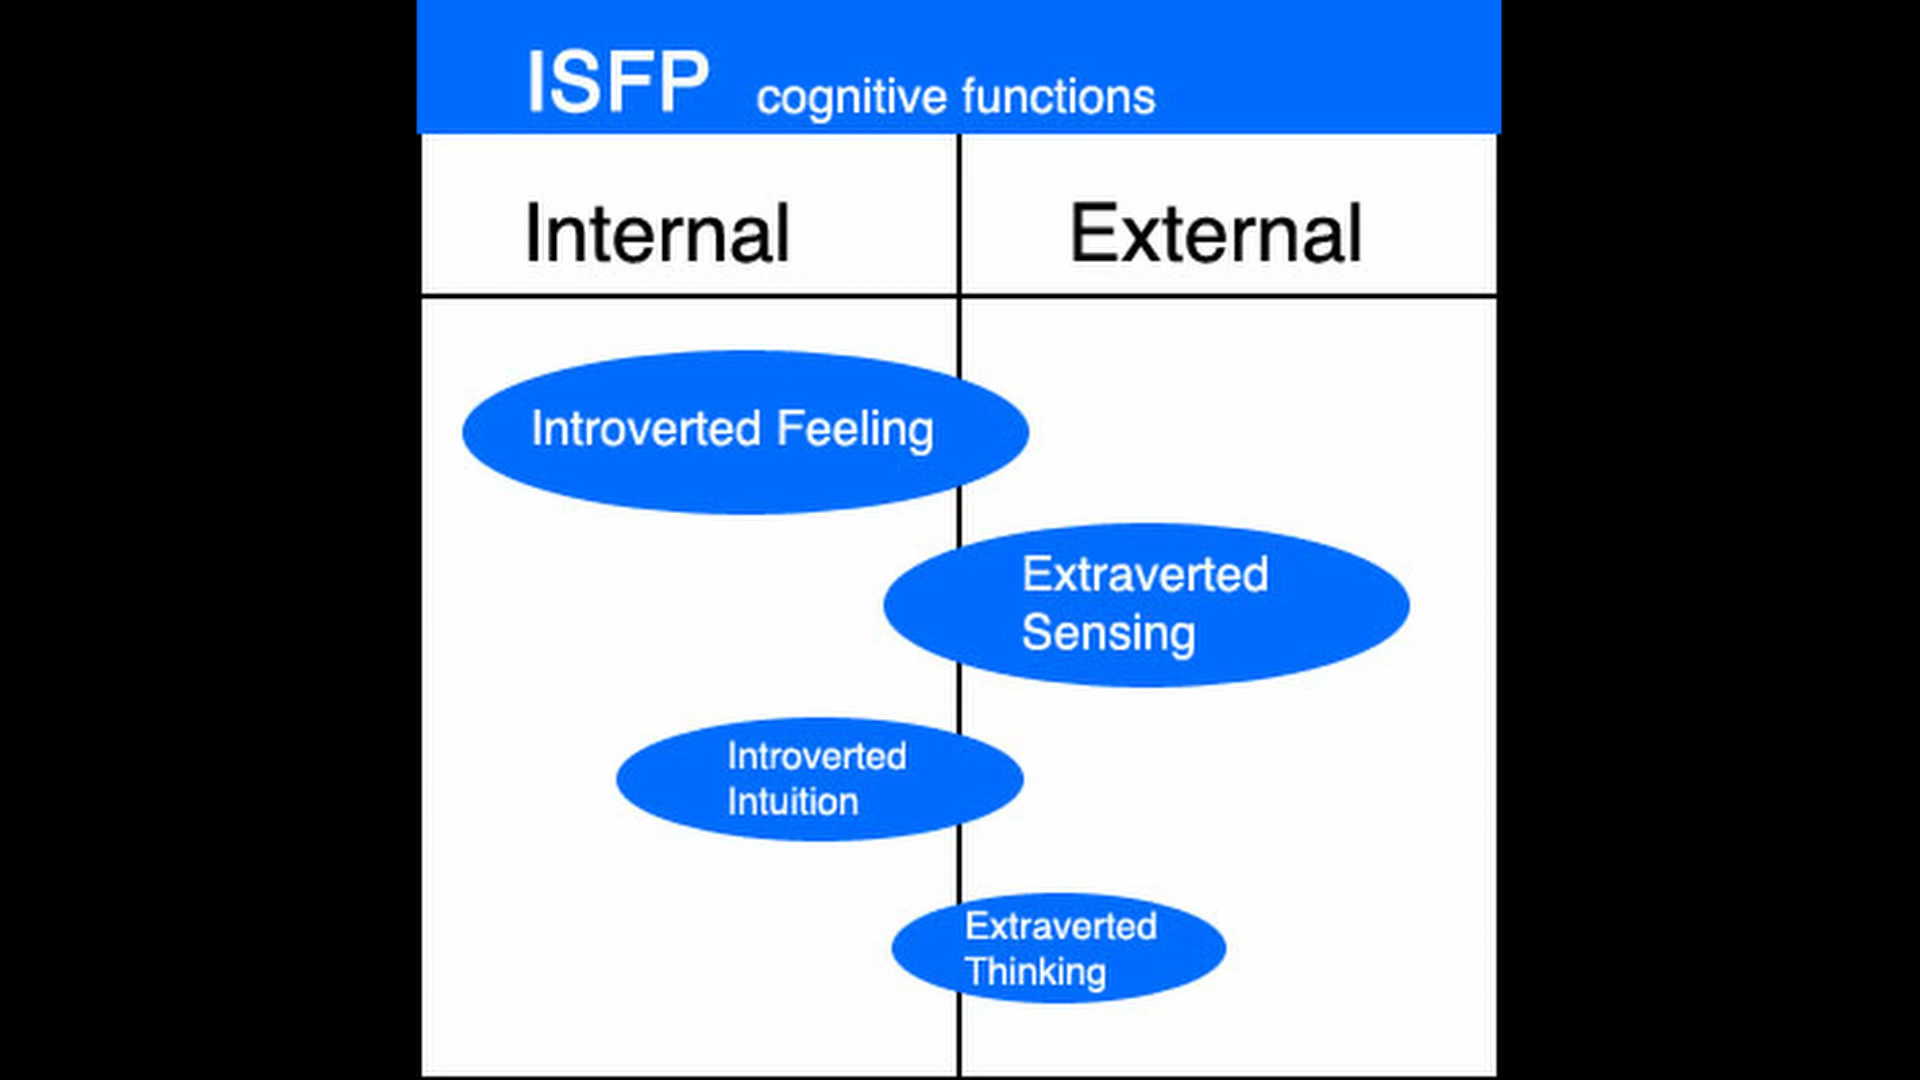 ISFP cognitive functions
Internal
External
Introverted Feeling
Extraverted
Sensing
Introverted
Intuition
Extraverted
Thinking